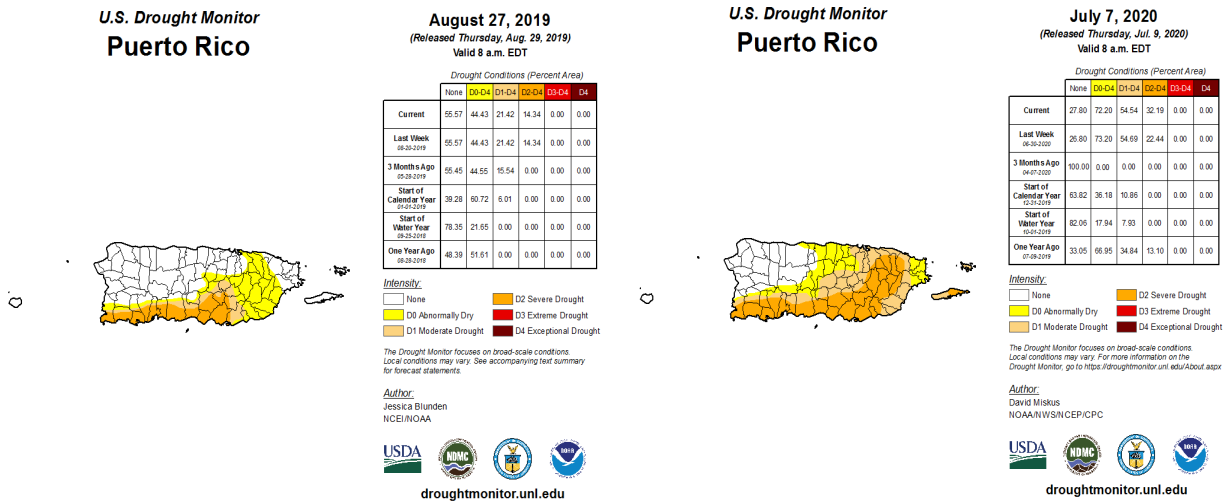 U.S. Drought Monitor
Puerto Rico
August 27, 2019
(Released Thursday, Aug. 29, 2019)
Valid 8 a.m. EDT
Drought Conditions (Percent Area)
None D0-D4 D1-D4 D2-D4 D3-D4 D4
Current 55.57 44.43 21.42 14.34 0.00 0.00
Last Week
08-20-2019 55.57 44.43 21.42 14.34 0.00 0.00
3 Months Ago
05-28-2019 55.45 44.55 15.54 0.00 0.00 0.00
Start of
Calendar Year
01-01-2019 39.28 60.72 6.01 0.00 0.00 0.00
Start of
Water Year
09-25-2018 78.35 21.65 0.00 0.00 0.00 0.00
One Year Ago
08-28-2018 48.39 51.61 0.00 0.00 0.00 0.00
Intensity:
None
D0 Abnormally Dry
D1 Moderate Drought
D2 Severe Drought
D3 Extreme Drought
D4 Exceptional Drought
The Drought Monitor focuses on broad-scale conditions.
Local conditions may vary. See accompanying text summary
for forecast statements.
Author:
Jessica Blunden
NCEI/NOAA
USDA
NDMC
NOAA
droughtmonitor.unl.edu
U.S. Drought Monitor
Puerto Rico
July 7, 2020
(Released Thursday, Jul. 9, 2020)
Valid 8 a.m. EDT
Drought Conditions (Percent Area)
None D0-D4 D1-D4 D2-D4 D3-D4 D4
Current 27.80 72.20 54.54 32.19 0.00 0.00
Last Week
06-30-2020 26.80 73.20 54.69 22.44 0.00 0.00
3 Months Ago
04-07-2020 100.00 0.00 0.00 0.00 0.00 0.00
Start of
Calendar Year
12-31-2019 63.82 36.18 10.86 0.00 0.00 0.00
Start of
Water Year
10-01-2019 82.06 17.94 7.93 0.00 0.00 0.00
One Year Ago
07-09-2019 33.05 66.95 34.84 13.10 0.00 0.00
Intensity:
None
D0 Abnormally Dry
D1 Moderate Drought
D2 Severe Drought
D3 Extreme Drought
D4 Exceptional Drought
The Drought Monitor focuses on broad-scale conditions.
Local conditions may vary. For more information on the
Drought Monitor, go to https://droughtmonitor.unl.edu/About.aspx
Author:
David Miskus
NOAA/NWS/NCEP/CPC
USDA
NDMC
NOAA
droughtmonitor.unl.edu